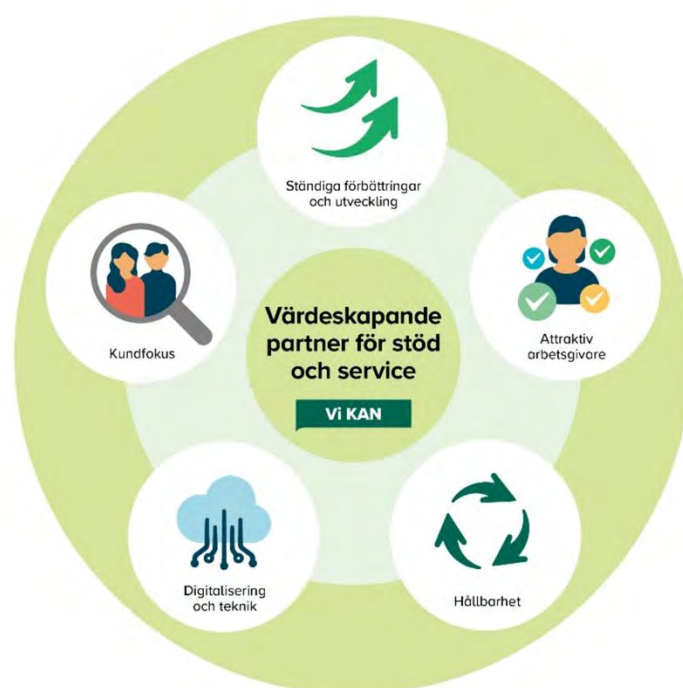 Ständiga förbättringar
och utveckling
Kundfokus
Attraktiv
arbetsgivare
Värdeskapande
partner för stöd
och service
Vi KAN
Digitalisering
och teknik
Hållbarhet